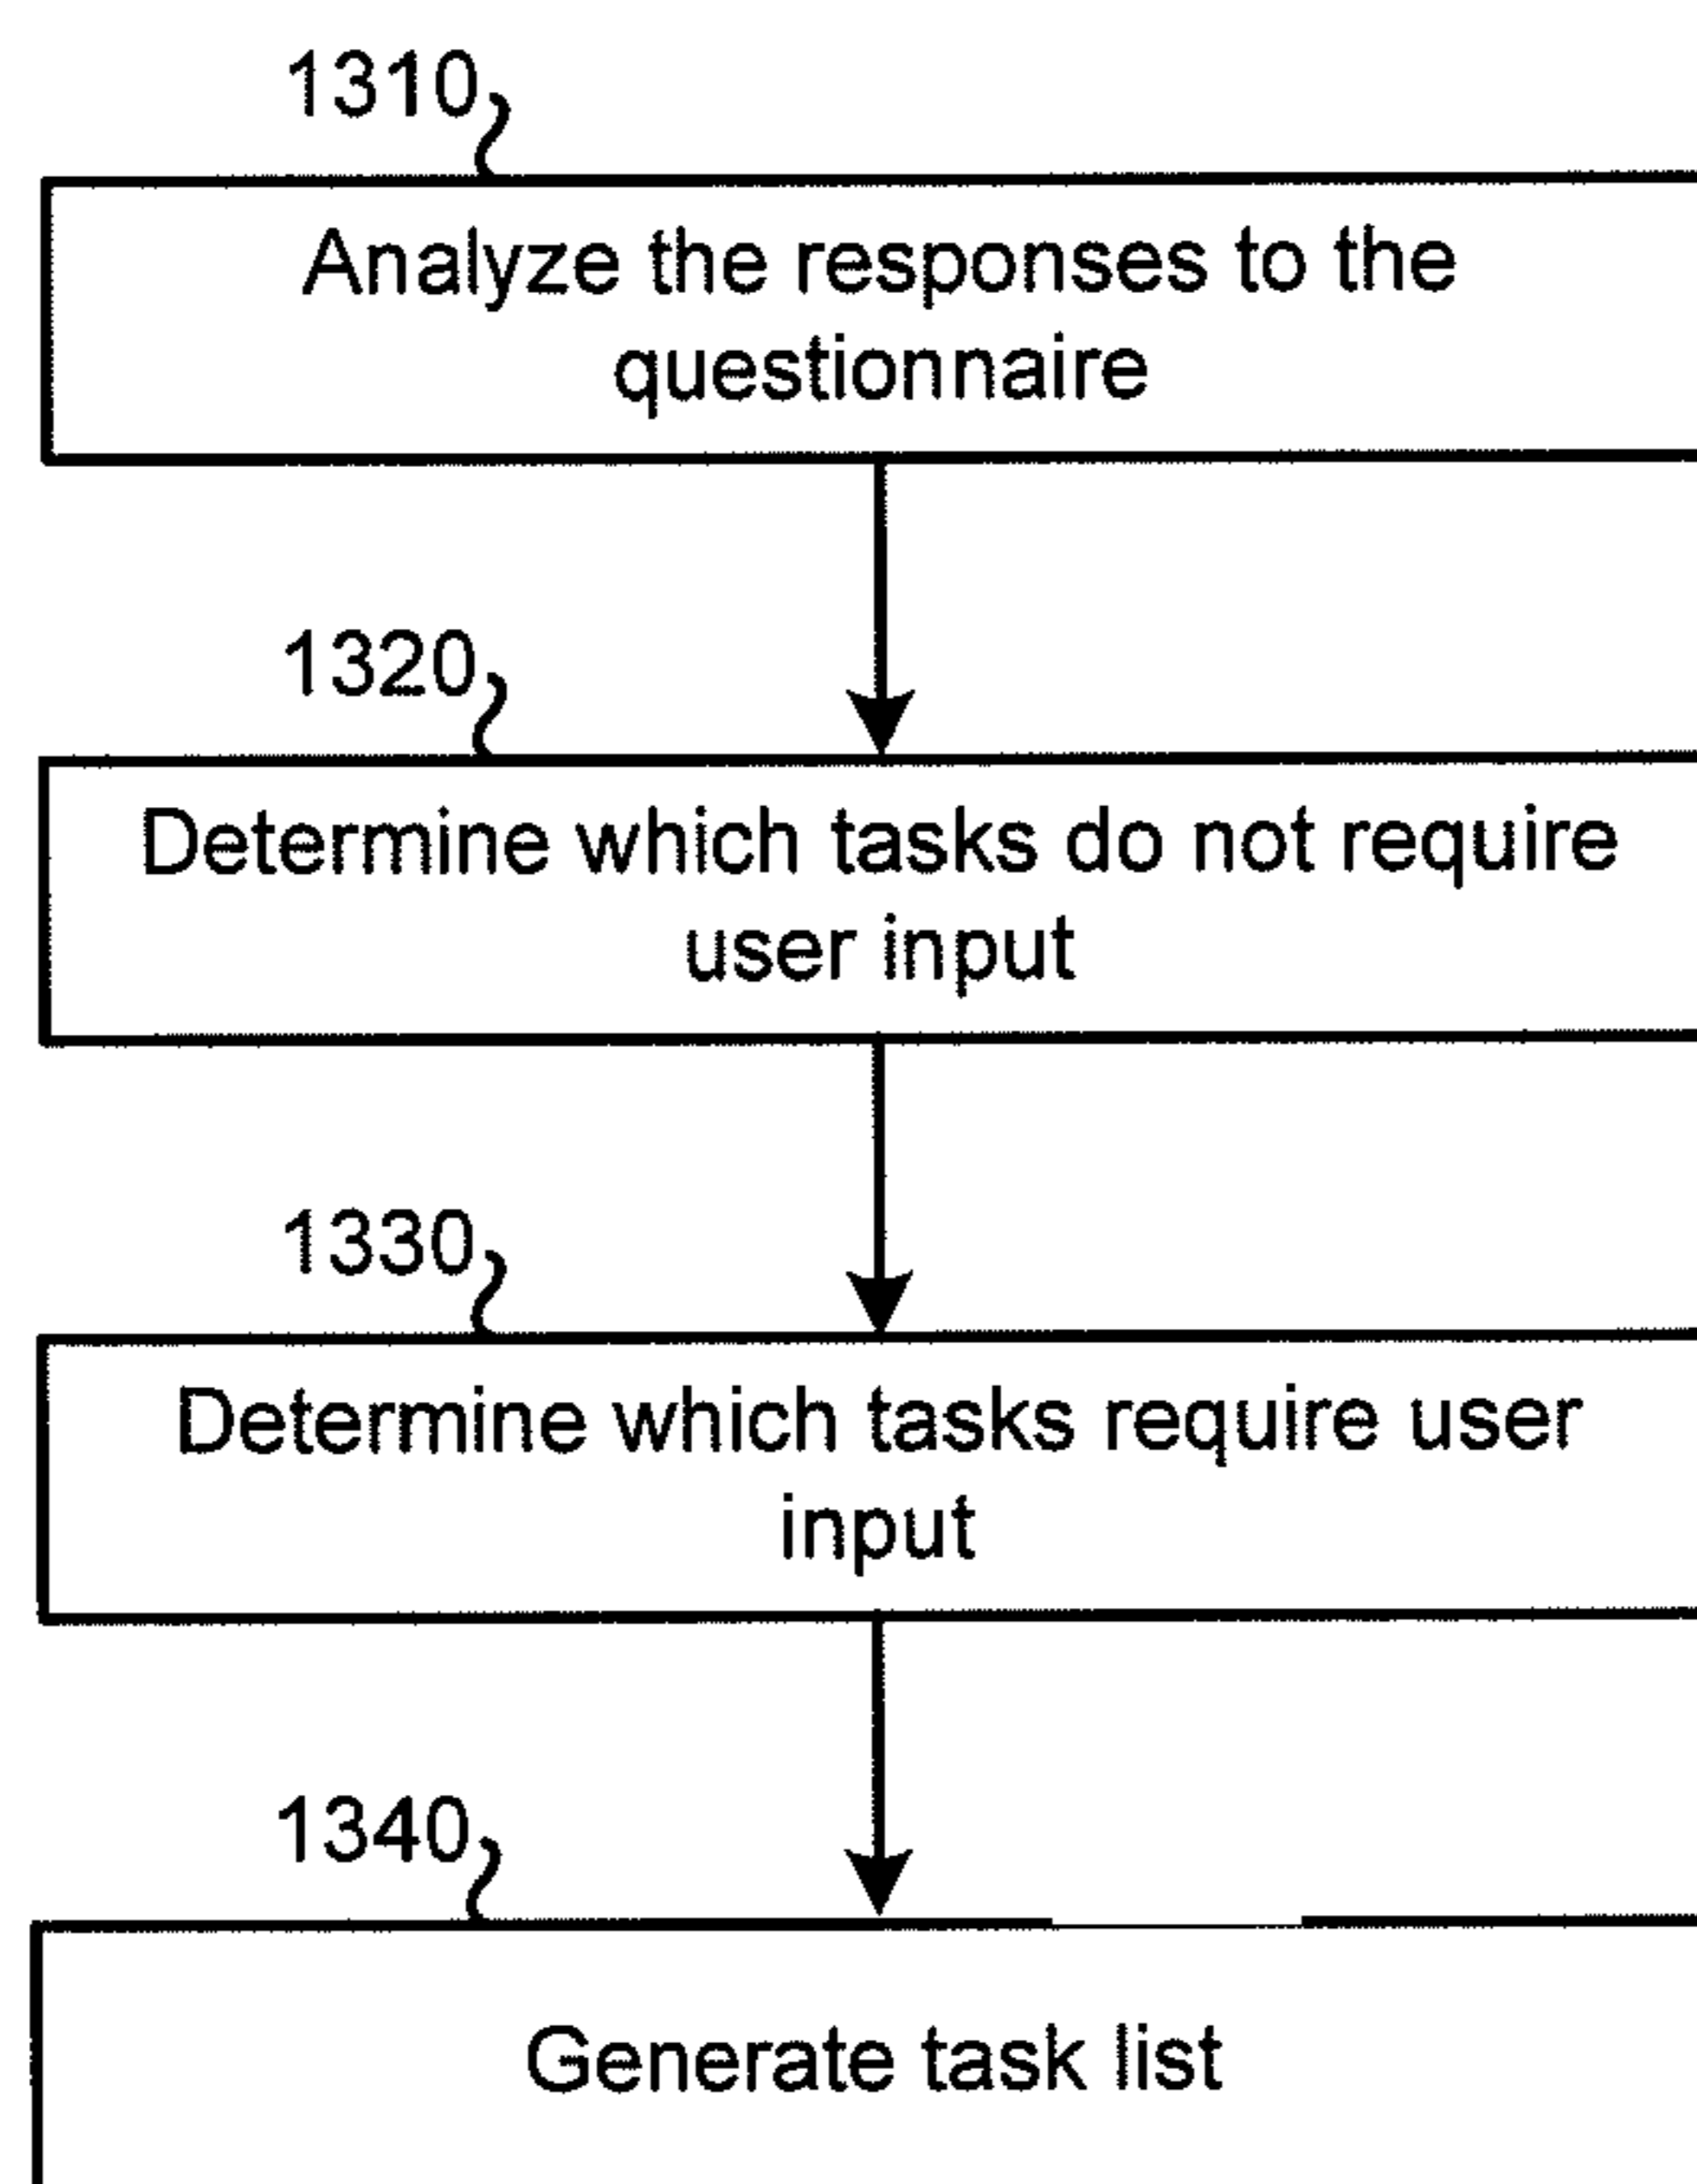 1310
Analyze the responses to the
questionnaire
1320
Determine which tasks do not require
user input
1330
Determine which tasks require user
input
1340
Generate task list